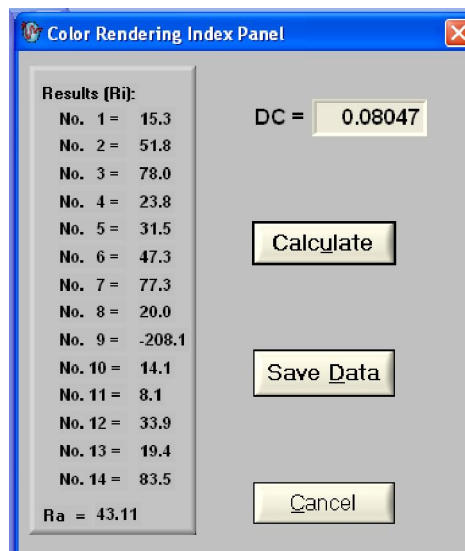 Color Rendering Index Panel
Results (Ri):
No. 1 = 15.3
No. 2 = 51.8
No. 3 = 78.0
No. 4 = 23.8
No. 5 = 31.5
No. 6 = 47.3
No. 7 = 77.3
No. 8 = 20.0
No. 9 = -208.1
No. 10 = 14.1
No. 11 = 8.1
No. 12 = 33.9
No. 13 = 19.4
No. 14 = 83.5
Ra = 43.11
DC = 0.08047
Calculate
Save Data
Cancel